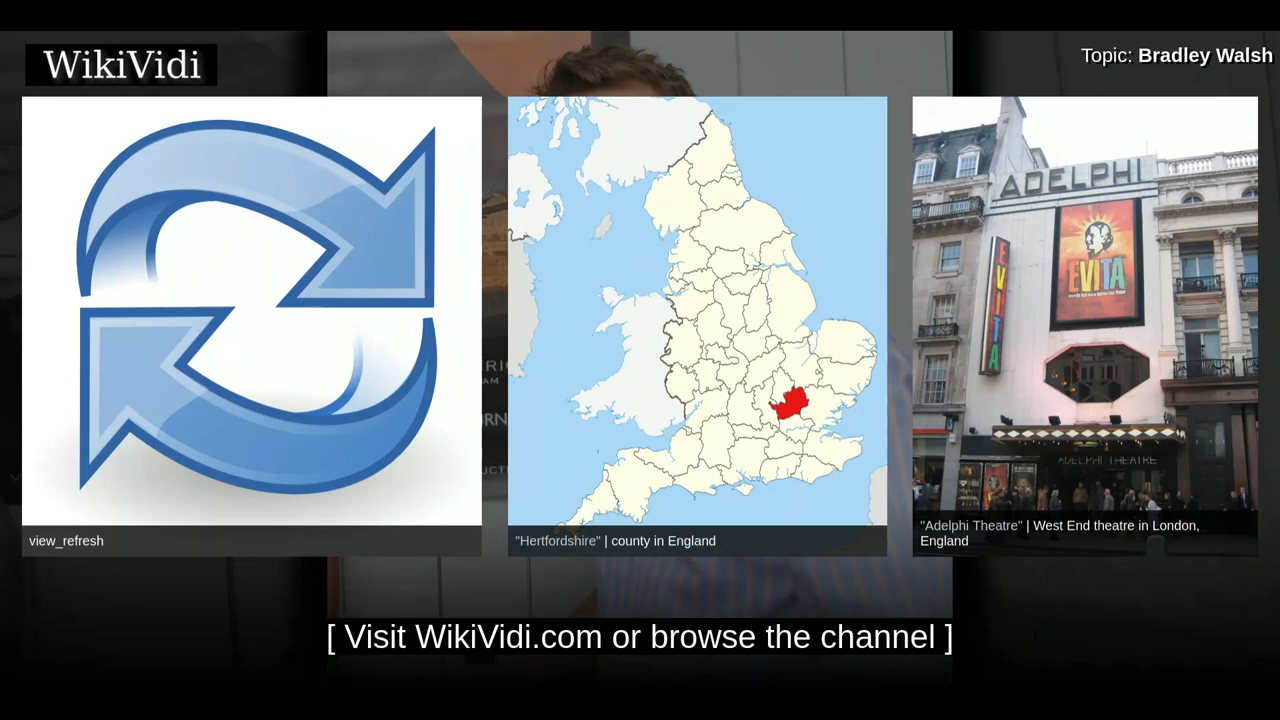 WikiVidi
Topic: Bradley Walsh
ADELPHI
EVITA
EVITA
ADELPHI THEATRE
view_refresh
"Hertfordshire" | county in England
"Adelphi Theatre" | West End theatre in London,
England
[ Visit WikiVidi.com or browse the channel ]